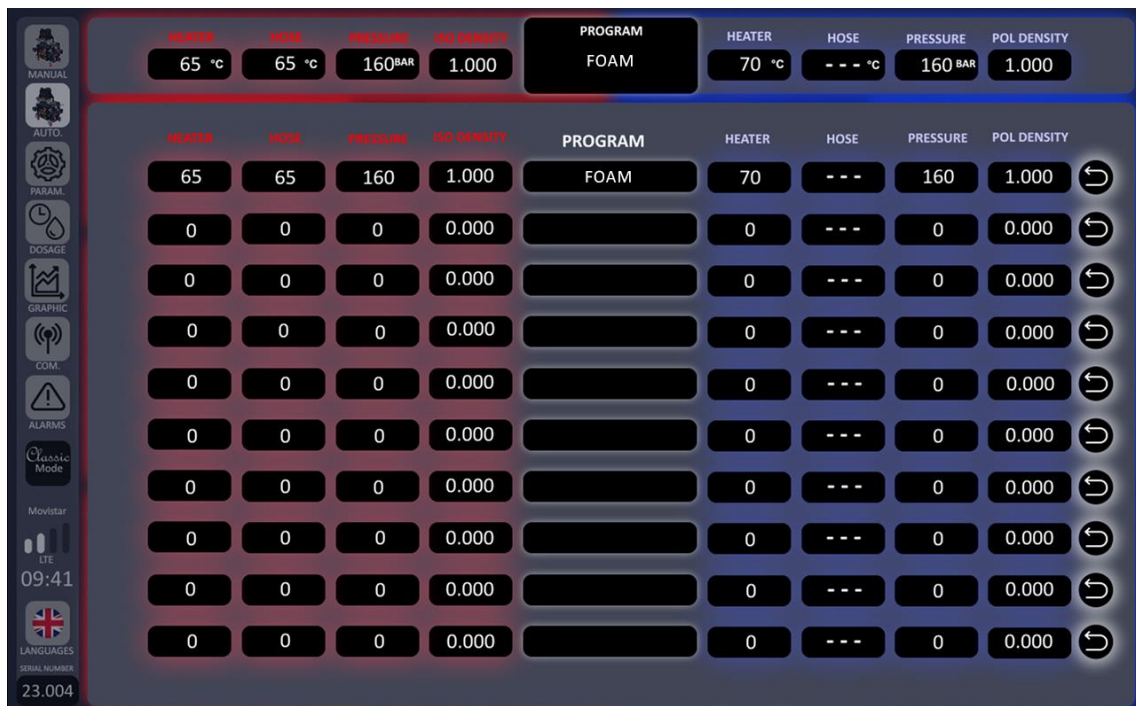 MANUAL
AUTO.
PARAM.
DOSAGE
GRAPHIC
COM.
ALARMS
Classic
Mode
Movistar
LTE
09:41
LANGUAGES
SERIAL NUMBER
23.004
HEATER HOSE PRESSURE ISO DENSITY PROGRAM HEATER HOSE PRESSURE POL DENSITY
65 °C 65 °C 160 BAR 1.000 FOAM 70 °C - - - °C 160 BAR 1.000
HEATER HOSE PRESSURE ISO DENSITY PROGRAM HEATER HOSE PRESSURE POL DENSITY
65 65 160 1.000 FOAM 70 - - - 160 1.000
0 0 0 0.000 0 - - - 0 0.000
0 0 0 0.000 0 - - - 0 0.000
0 0 0 0.000 0 - - - 0 0.000
0 0 0 0.000 0 - - - 0 0.000
0 0 0 0.000 0 - - - 0 0.000
0 0 0 0.000 0 - - - 0 0.000
0 0 0 0.000 0 - - - 0 0.000
0 0 0 0.000 0 - - - 0 0.000
0 0 0 0.000 0 - - - 0 0.000